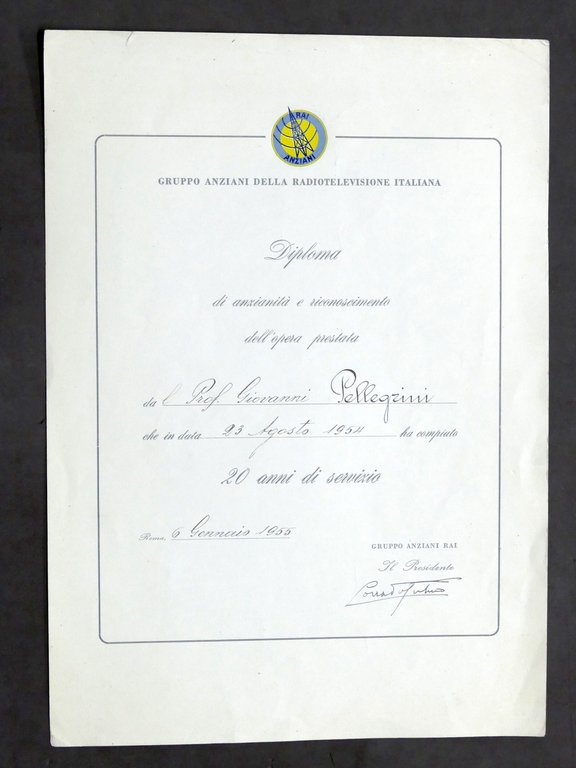 RAI
ANZIANI
GRUPPO ANZIANI DELLA RADIOTELEVISIONE ITALIANA
Diploma
di anzianità e riconoscimento
dell'opera prestata
da l Prof. Giovanni Pellegrini
che in data 23 Agosto 1954 ha compiuto
20 anni di servizio
Roma, 6 Gennaio 1955
GRUPPO ANZIANI RAI
Il Presidente